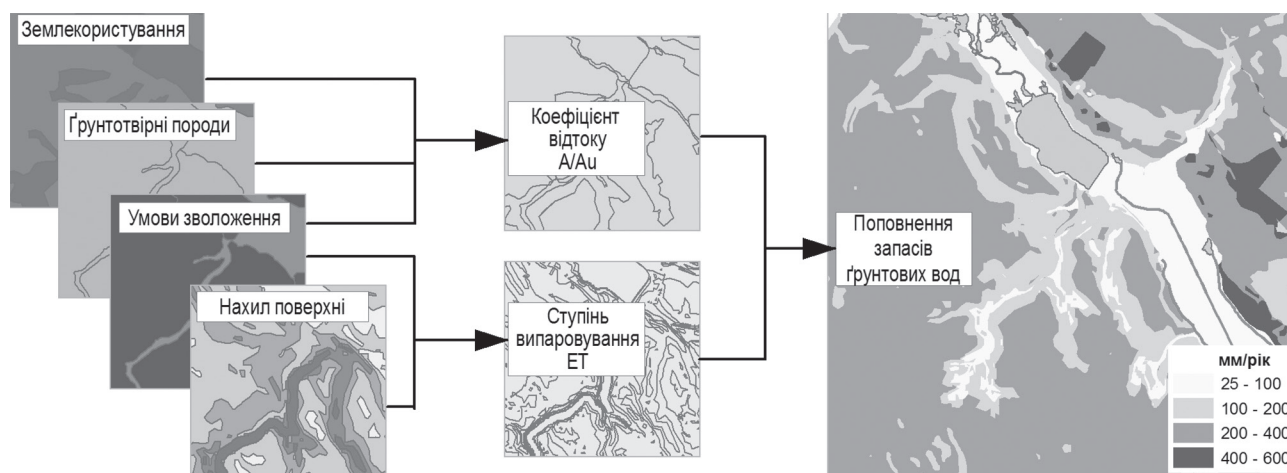 Землекористування
Ґрунтотвірні породи
Умови зволоження
Нахил поверхні
Коефіцієнт
відтоку
A/Au
Ступінь
випаровування
ET
Поповнення
запасів
ґрунтових вод
мм/рік
25 - 100
100 - 200
200 - 400
400 - 600